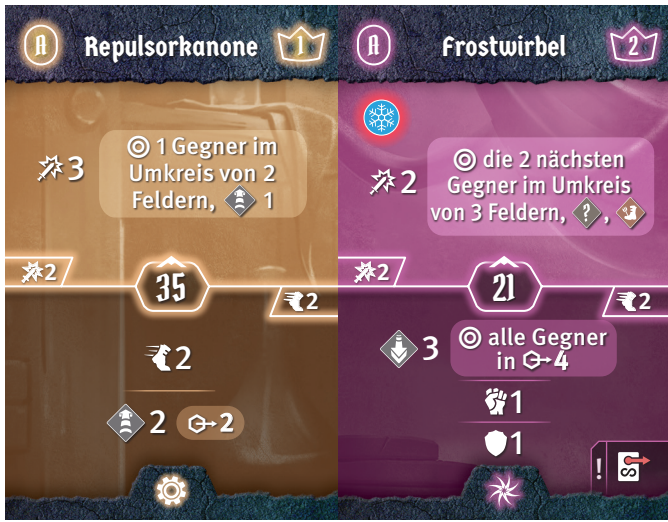 A Repulsorkanone 1
3
1 Gegner im
Umkreis von 2
Feldern, 1
2
35
2
2
2 2
A Frostwirbel 2
2
die 2 nächsten
Gegner im Umkreis
von 3 Feldern, ?,
2
21
2
3
alle Gegner
in 4
1
1
!